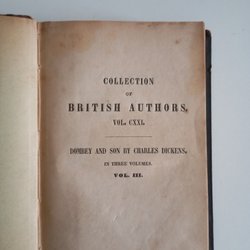 COLLECTION
OF
BRITISH AUTHORS,
VOL. CXXI.
DOMBEY AND SON BY CHARLES DICKENS,
IN THREE VOLUMES.
VOL. III.